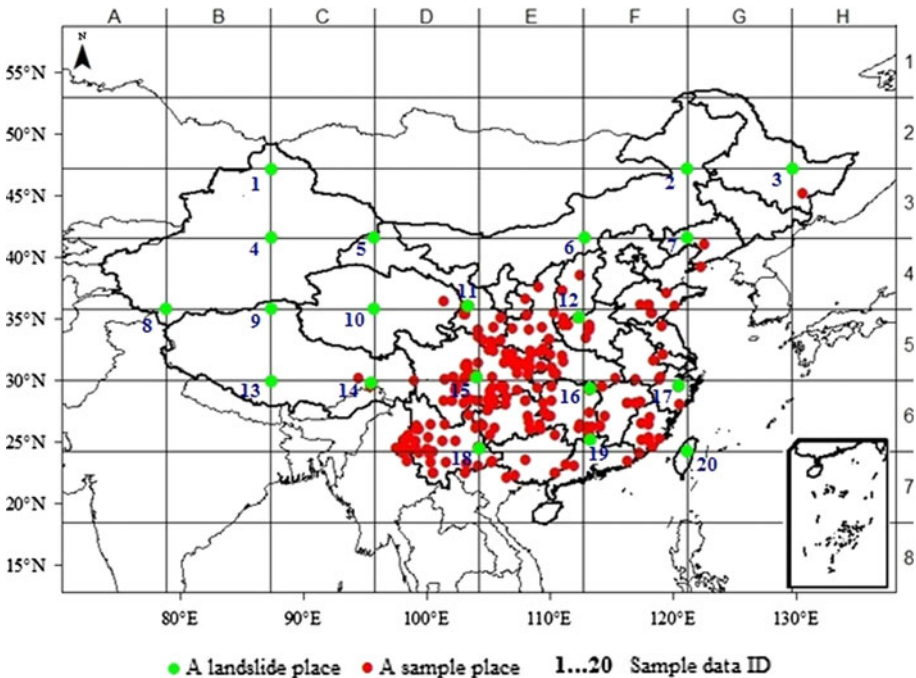 A B C D E F G H
N
55°N 1
50°N 2
1 2 3
45°N 3
4 5 6 7
40°N 4
11
12
35°N 8 9 10 5
30°N 13 14 15 16 17 6
25°N 18 19 20
20°N 7
15°N 8
80°E 90°E 100°E 110°E 120°E 130°E
A landslide place A sample place 1...20 Sample data ID